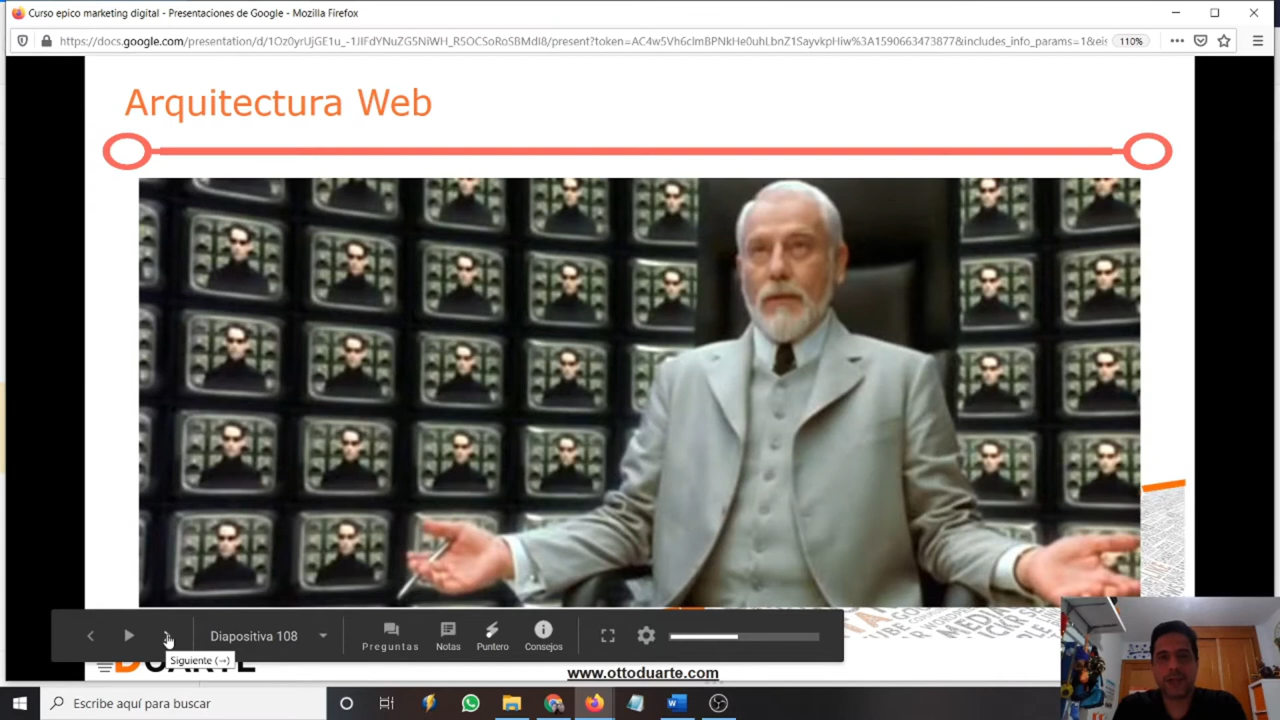 Curso epico marketing digital - Presentaciones de Google - Mozilla Firefox
https://docs.google.com/presentation/d/1Oz0yrUjGE1u_-1JIFdYNuZG5NiWH_R5OCSoRoSBMdI8/present?token=AC4w5Vh6clmBPNkHe0uhLbnZ1SayvkpHiw%3A1590663473877&includes_info_params=1&eis
110%
Arquitectura Web
Diapositiva 108
Preguntas
Notas
Puntero
Consejos
Siguiente (→)
DUARTE
www.ottoduarte.com
Escribe aquí para buscar